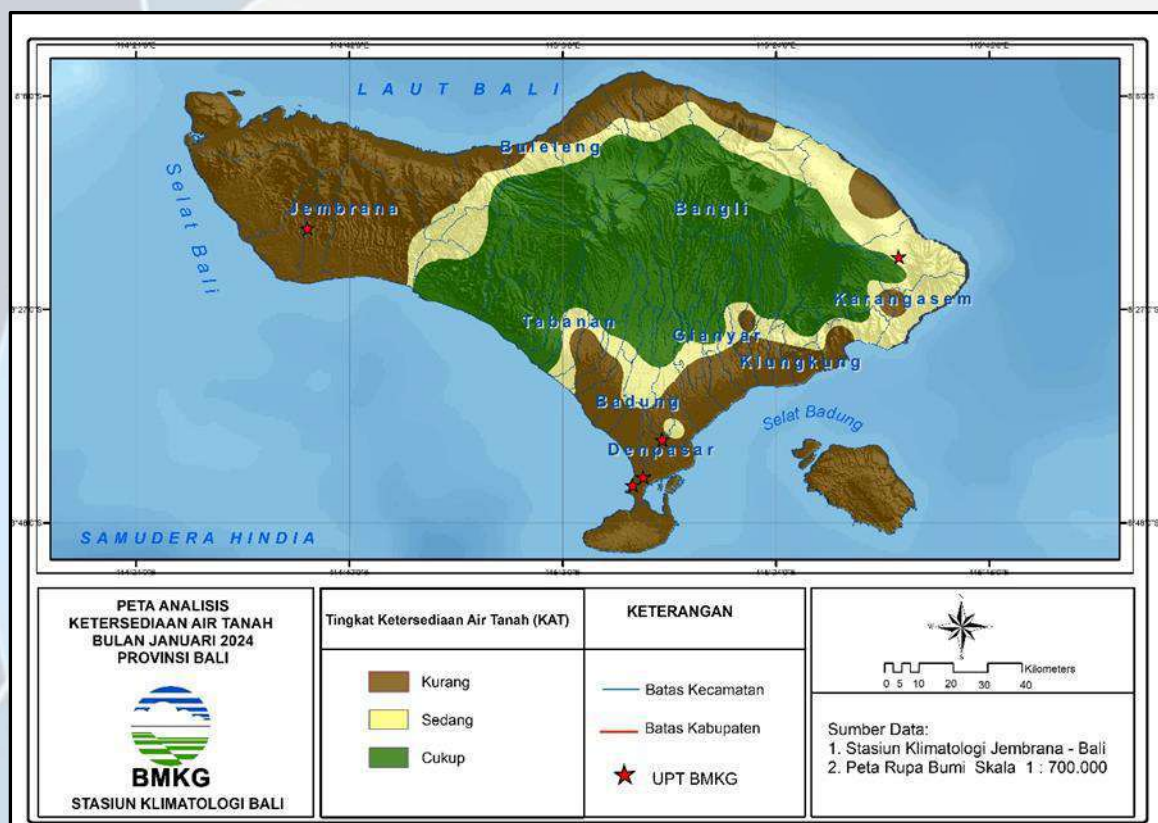 LAUT BALI
Buleleng
Selat Bali
Jembrana
Bangli
Karangasem
Tabanan
Gianyar
Klungkung
Badung
Selat Badung
Denpasar
SAMUDERA HINDIA
PETA ANALISIS
KETERSEDIAAN AIR TANAH
BULAN JANUARI 2024
PROVINSI BALI
BMKG
STASIUN KLIMATOLOGI BALI
Tingkat Ketersediaan Air Tanah (KAT)
Kurang
Sedang
Cukup
KETERANGAN
Batas Kecamatan
Batas Kabupaten
UPT BMKG
Kilometers
0 5 10 20 30 40
Sumber Data:
1. Stasiun Klimatologi Jembrana - Bali
2. Peta Rupa Bumi Skala 1 : 700.000